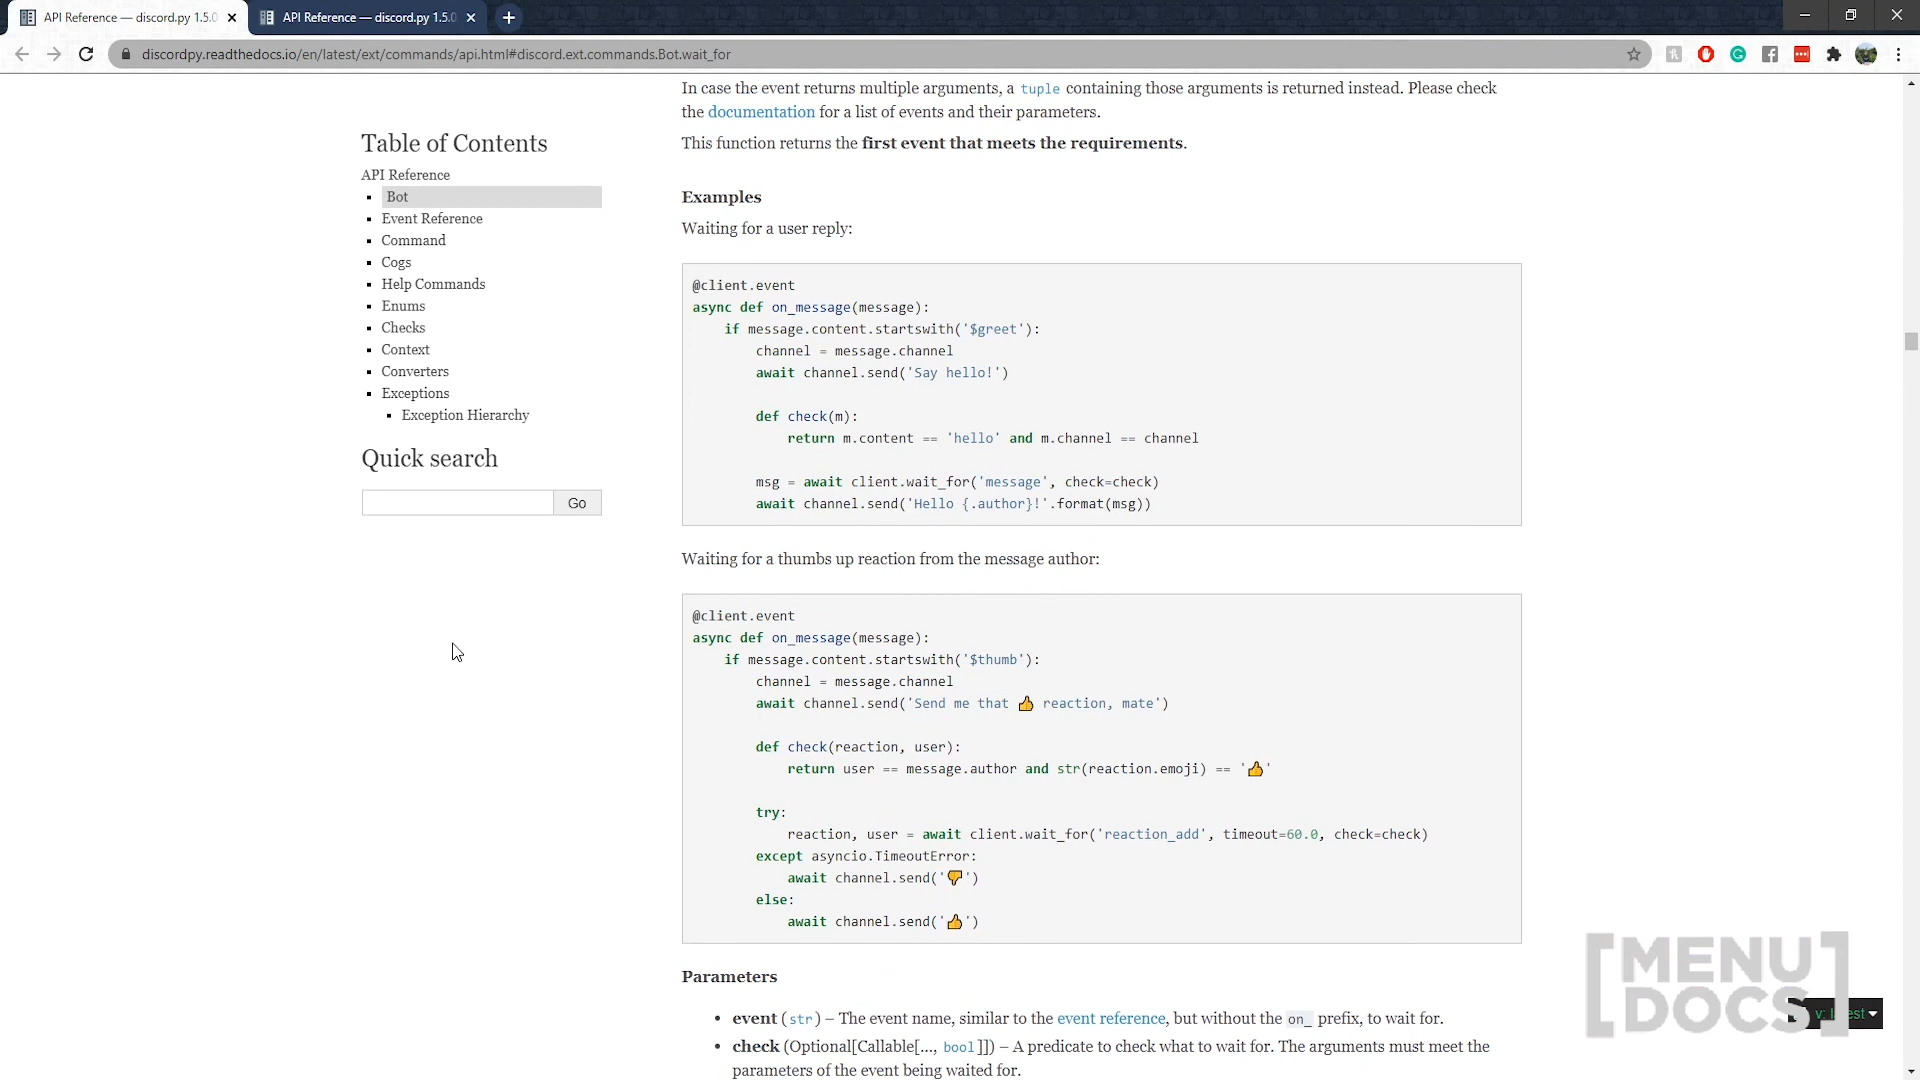 API Reference — discord.py 1.5.0
API Reference — discord.py 1.5.0
discordpy.readthedocs.io/en/latest/ext/commands/api.html#discord.ext.commands.Bot.wait_for
Table of Contents
API Reference
Bot
Event Reference
Command
Cogs
Help Commands
Enums
Checks
Context
Converters
Exceptions
Exception Hierarchy
Quick search
Go
In case the event returns multiple arguments, a tuple containing those arguments is returned instead. Please check
the documentation for a list of events and their parameters.
This function returns the first event that meets the requirements.
Examples
Waiting for a user reply:
@client.event
async def on_message(message):
    if message.content.startswith('$greet'):
        channel = message.channel
        await channel.send('Say hello!')
        def check(m):
            return m.content == 'hello' and m.channel == channel
        msg = await client.wait_for('message', check=check)
        await channel.send('Hello {.author}!'.format(msg))
Waiting for a thumbs up reaction from the message author:
@client.event
async def on_message(message):
    if message.content.startswith('$thumb'):
        channel = message.channel
        await channel.send('Send me that 👍 reaction, mate')
        def check(reaction, user):
            return user == message.author and str(reaction.emoji) == '👍'
        try:
            reaction, user = await client.wait_for('reaction_add', timeout=60.0, check=check)
        except asyncio.TimeoutError:
            await channel.send('👎')
        else:
            await channel.send('👍')
Parameters
• event (str) – The event name, similar to the event reference, but without the on_ prefix, to wait for.
• check (Optional[Callable[…, bool]]) – A predicate to check what to wait for. The arguments must meet the
parameters of the event being waited for.
[MENU
DOCS]